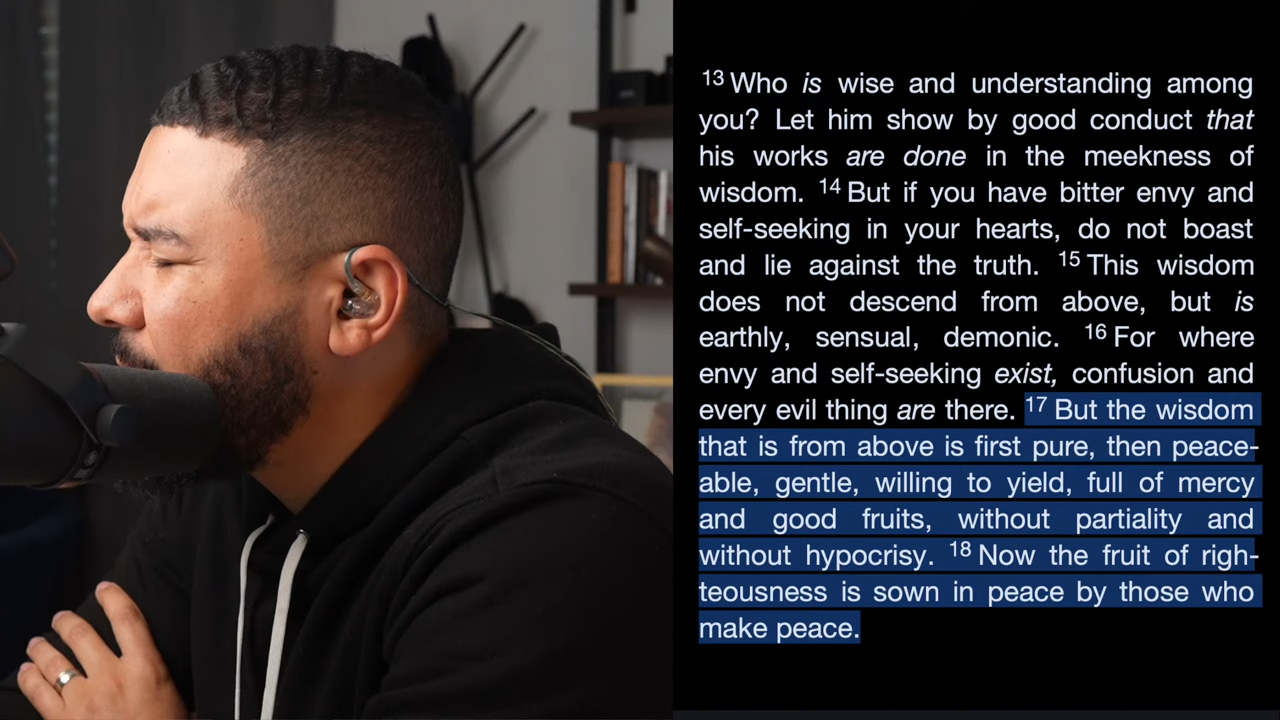 13 Who is wise and understanding among
you? Let him show by good conduct that
his works are done in the meekness of
wisdom. 14 But if you have bitter envy and
self-seeking in your hearts, do not boast
and lie against the truth. 15 This wisdom
does not descend from above, but is
earthly, sensual, demonic. 16 For where
envy and self-seeking exist, confusion and
every evil thing are there. 17 But the wisdom
that is from above is first pure, then peace-
able, gentle, willing to yield, full of mercy
and good fruits, without partiality and
without hypocrisy. 18 Now the fruit of righ-
teousness is sown in peace by those who
make peace.